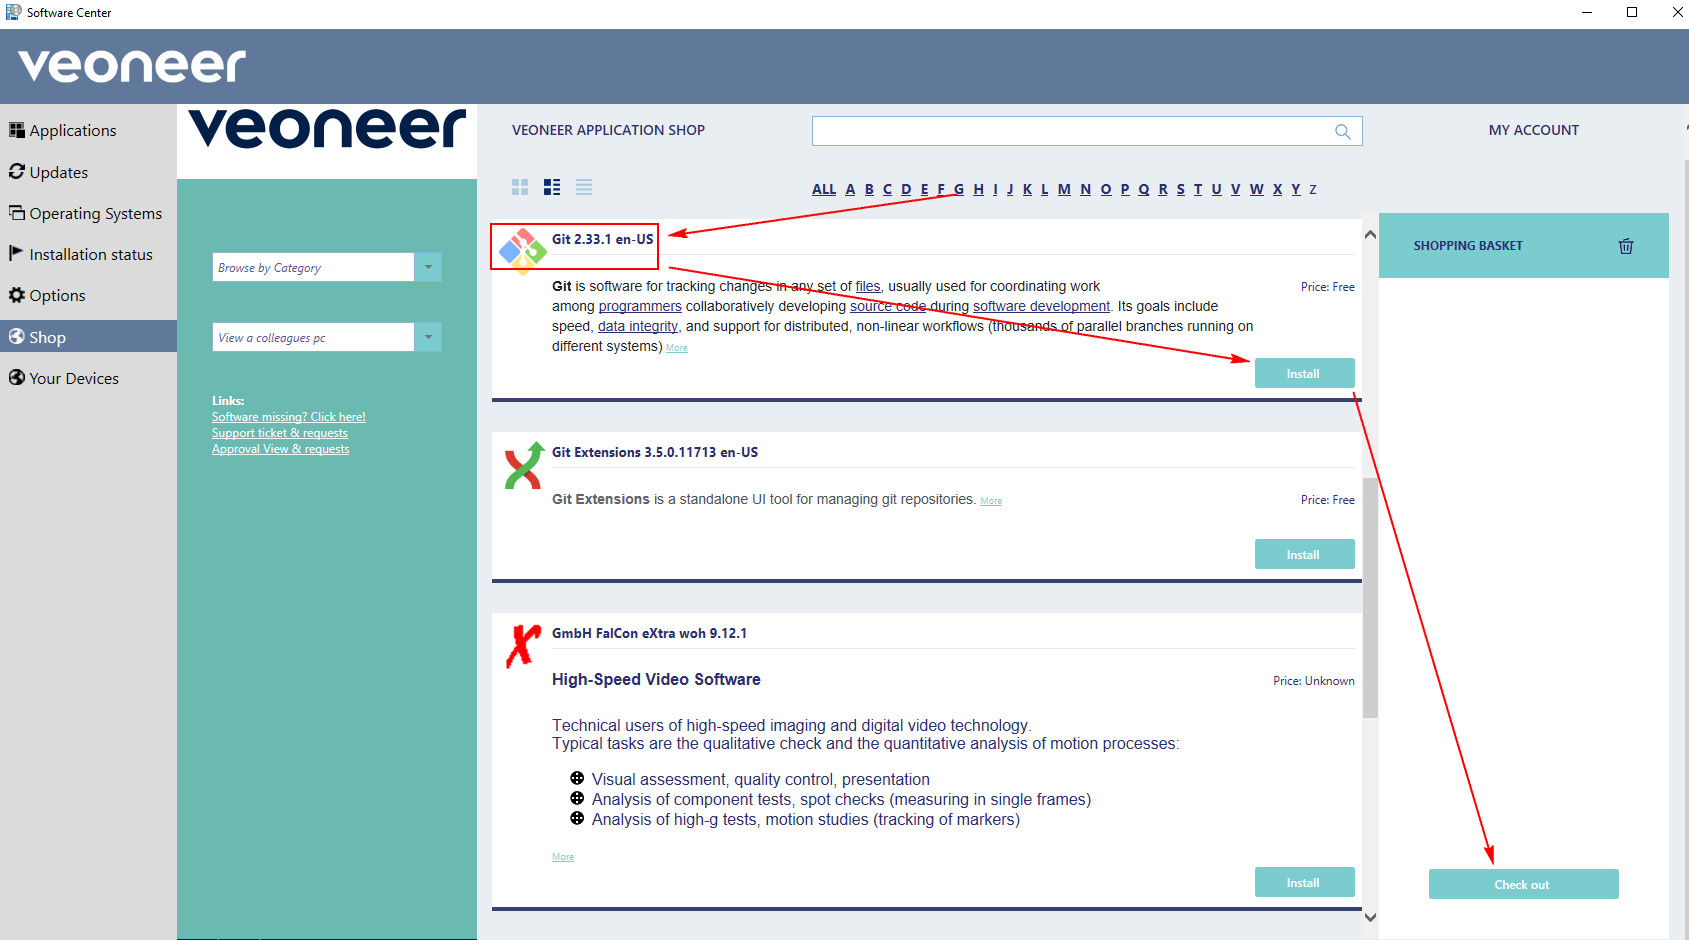 Software Center
veoneer
Applications
Updates
Operating Systems
Installation status
Options
Shop
Your Devices
veoneer
Browse by Category
View a colleagues pc
Links:
Software missing? Click here!
Support ticket & requests
Approval View & requests
VEONEER APPLICATION SHOP
MY ACCOUNT
ALL A B C D E F G H I J K L M N O P Q R S T U V W X Y Z
Git 2.33.1 en-US
Git is software for tracking changes in any set of files, usually used for coordinating work
among programmers collaboratively developing source code during software development. Its goals include
speed, data integrity, and support for distributed, non-linear workflows (thousands of parallel branches running on
different systems) More
Price: Free
Install
Git Extensions 3.5.0.11713 en-US
Git Extensions is a standalone UI tool for managing git repositories. More
Price: Free
Install
GmbH FalCon eXtra woh 9.12.1
High-Speed Video Software
Price: Unknown
Technical users of high-speed imaging and digital video technology.
Typical tasks are the qualitative check and the quantitative analysis of motion processes:
Visual assessment, quality control, presentation
Analysis of component tests, spot checks (measuring in single frames)
Analysis of high-g tests, motion studies (tracking of markers)
More
Install
SHOPPING BASKET
Check out